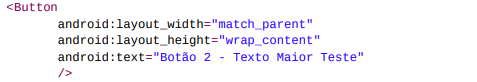 <Button
android:layout_width="match_parent"
android:layout_height="wrap_content"
android:text="Botão 2 - Texto Maior Teste"
/>